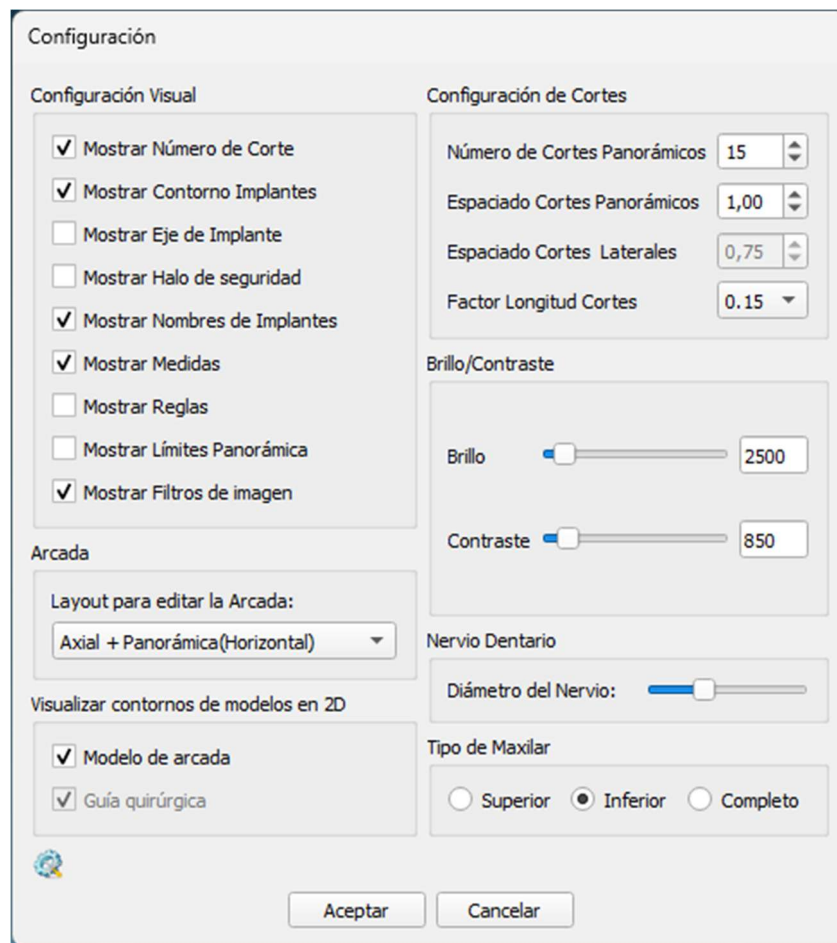 Configuración
Configuración Visual
Mostrar Número de Corte
Mostrar Contorno Implantes
Mostrar Eje de Implante
Mostrar Halo de seguridad
Mostrar Nombres de Implantes
Mostrar Medidas
Mostrar Reglas
Mostrar Límites Panorámica
Mostrar Filtros de imagen
Arcada
Layout para editar la Arcada:
Axial + Panorámica(Horizontal)
Visualizar contornos de modelos en 2D
Modelo de arcada
Guía quirúrgica
Configuración de Cortes
Número de Cortes Panorámicos 15
Espaciado Cortes Panorámicos 1,00
Espaciado Cortes Laterales 0,75
Factor Longitud Cortes 0.15
Brillo/Contraste
Brillo 2500
Contraste 850
Nervio Dentario
Diámetro del Nervio:
Tipo de Maxilar
Superior Inferior Completo
Aceptar Cancelar